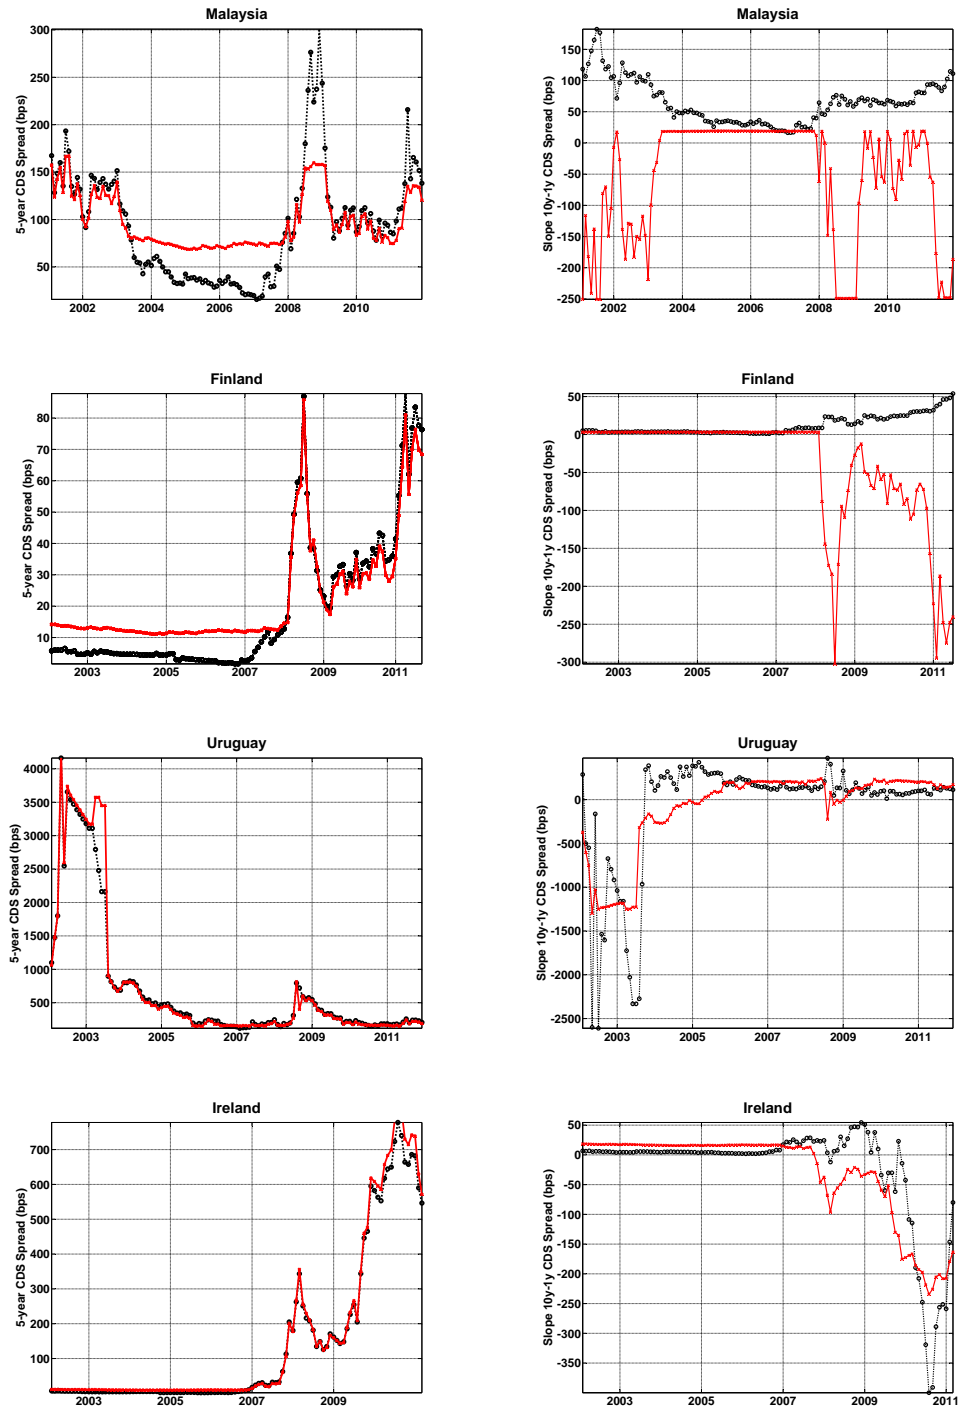 Malaysia
5-year CDS Spread (bps)
300
250
200
150
100
50
2002 2004 2006 2008 2010
Malaysia
Slope 10y-1y CDS Spread (bps)
150
100
50
0
-50
-100
-150
-200
-250
2002 2004 2006 2008 2010
Finland
5-year CDS Spread (bps)
80
70
60
50
40
30
20
10
2003 2005 2007 2009 2011
Finland
Slope 10y-1y CDS Spread (bps)
50
0
-50
-100
-150
-200
-250
-300
2003 2005 2007 2009 2011
Uruguay
5-year CDS Spread (bps)
4000
3500
3000
2500
2000
1500
1000
500
2003 2005 2007 2009 2011
Uruguay
Slope 10y-1y CDS Spread (bps)
0
-500
-1000
-1500
-2000
-2500
2003 2005 2007 2009 2011
Ireland
5-year CDS Spread (bps)
700
600
500
400
300
200
100
2003 2005 2007 2009
Ireland
Slope 10y-1y CDS Spread (bps)
50
0
-50
-100
-150
-200
-250
-300
-350
2003 2005 2007 2009 2011